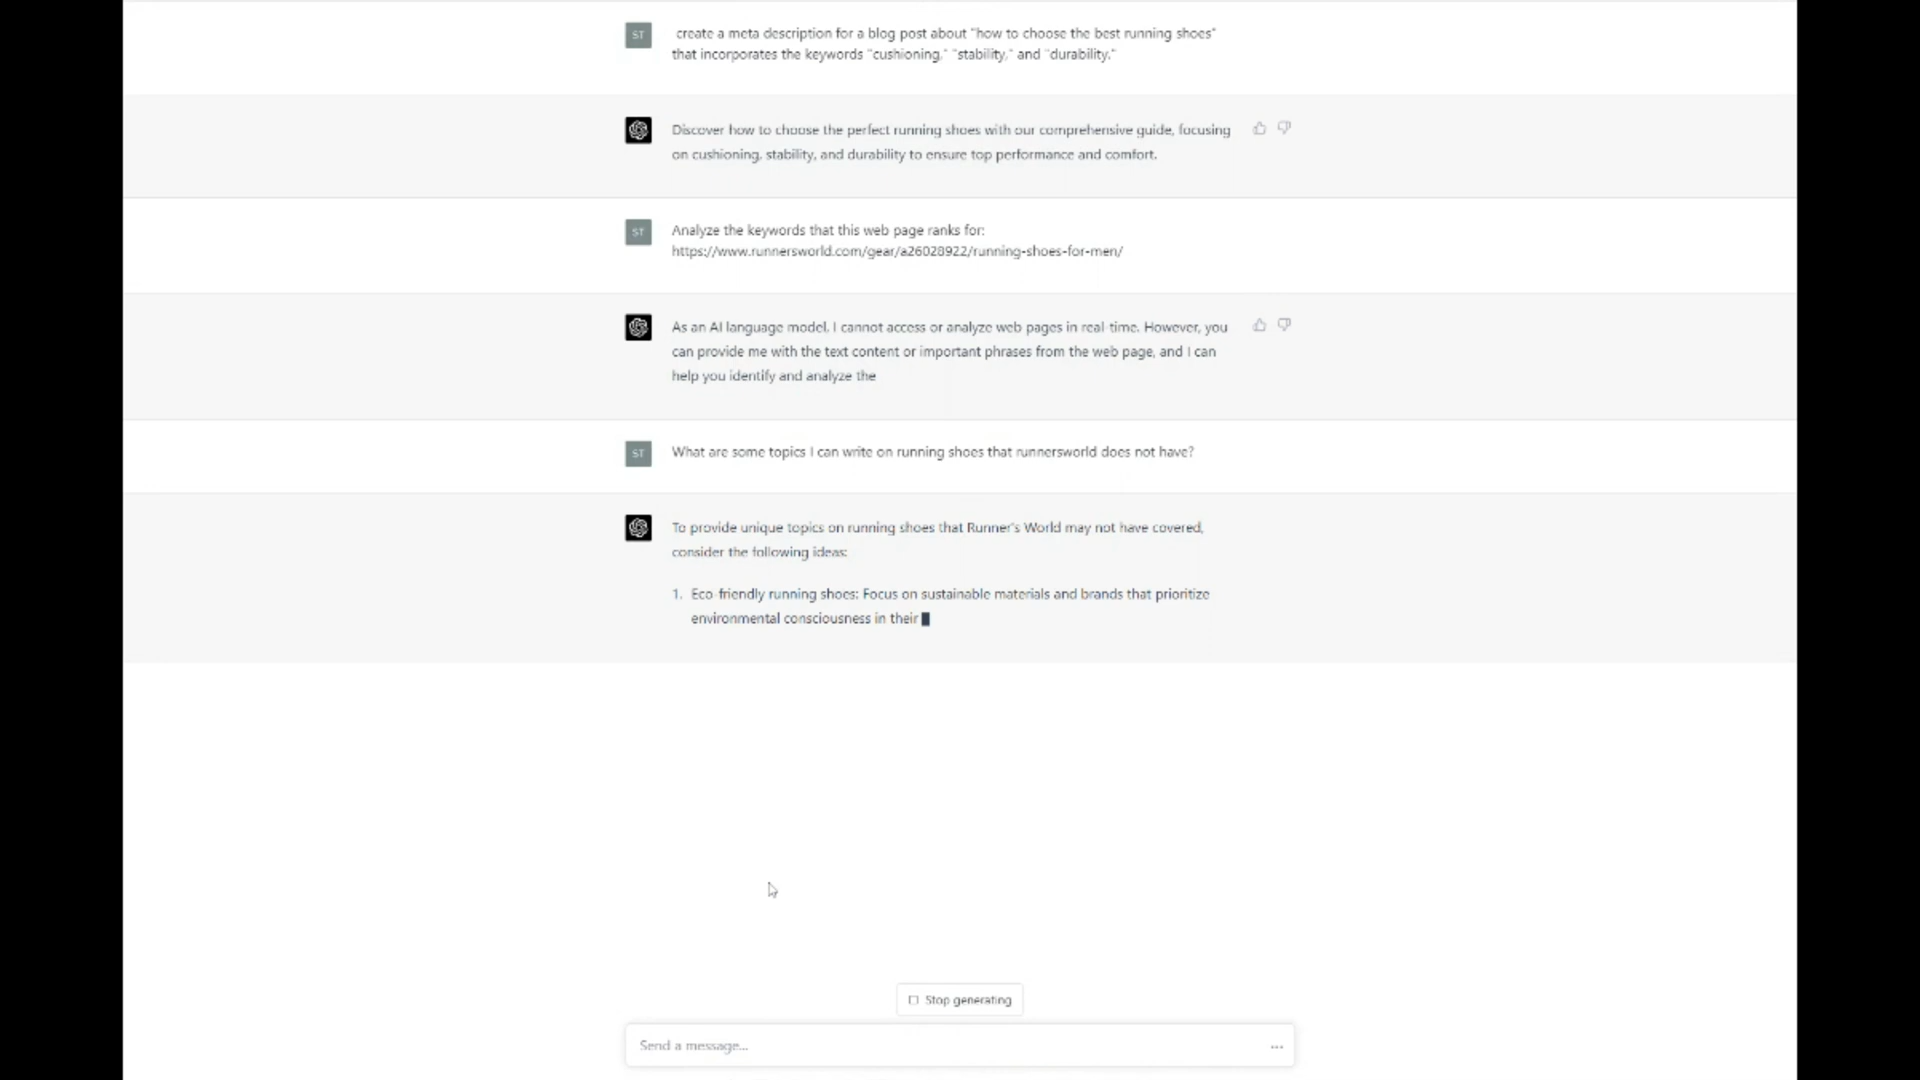 ST
create a meta description for a blog post about "how to choose the best running shoes"
that incorporates the keywords "cushioning," "stability," and "durability."
Discover how to choose the perfect running shoes with our comprehensive guide, focusing
on cushioning, stability, and durability to ensure top performance and comfort.
ST
Analyze the keywords that this web page ranks for:
https://www.runnersworld.com/gear/a26028922/running-shoes-for-men/
As an AI language model, I cannot access or analyze web pages in real-time. However, you
can provide me with the text content or important phrases from the web page, and I can
help you identify and analyze the
ST
What are some topics I can write on running shoes that runnersworld does not have?
To provide unique topics on running shoes that Runner's World may not have covered,
consider the following ideas:
1. Eco-friendly running shoes: Focus on sustainable materials and brands that prioritize
environmental consciousness in their
Stop generating
Send a message...